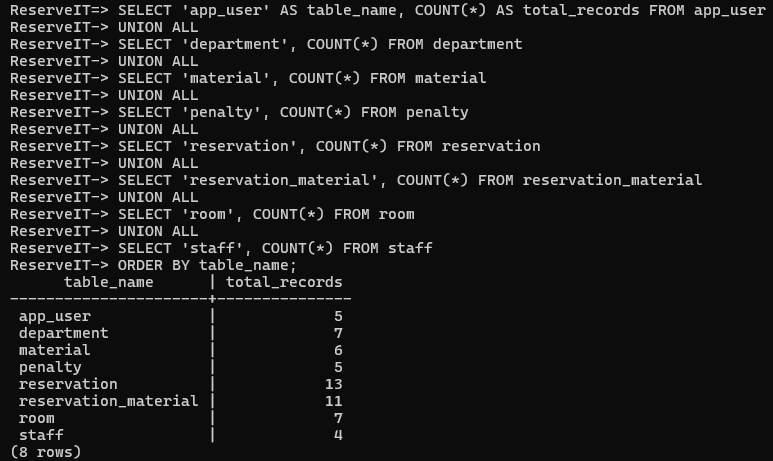 ReserveIT=> SELECT 'app_user' AS table_name, COUNT(*) AS total_records FROM app_user
ReserveIT-> UNION ALL
ReserveIT-> SELECT 'department', COUNT(*) FROM department
ReserveIT-> UNION ALL
ReserveIT-> SELECT 'material', COUNT(*) FROM material
ReserveIT-> UNION ALL
ReserveIT-> SELECT 'penalty', COUNT(*) FROM penalty
ReserveIT-> UNION ALL
ReserveIT-> SELECT 'reservation', COUNT(*) FROM reservation
ReserveIT-> UNION ALL
ReserveIT-> SELECT 'reservation_material', COUNT(*) FROM reservation_material
ReserveIT-> UNION ALL
ReserveIT-> SELECT 'room', COUNT(*) FROM room
ReserveIT-> UNION ALL
ReserveIT-> SELECT 'staff', COUNT(*) FROM staff
ReserveIT-> ORDER BY table_name;
      table_name      | total_records
----------------------+---------------
 app_user             |             5
 department           |             7
 material             |             6
 penalty              |             5
 reservation          |            13
 reservation_material |            11
 room                 |             7
 staff                |             4
(8 rows)